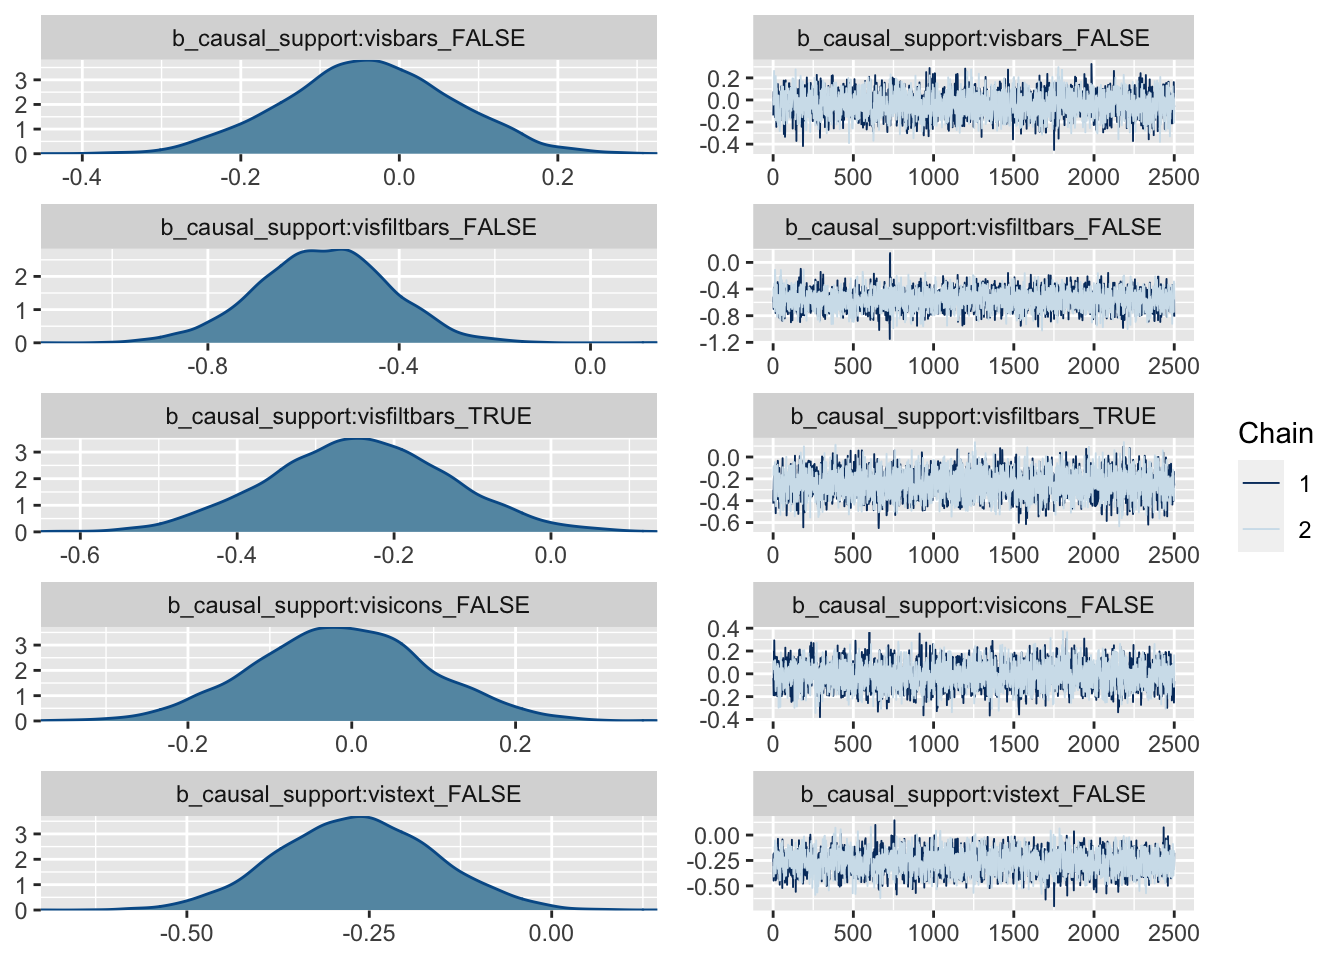 b_causal_support:visbars_FALSE
3
2
1
0
-0.4 -0.2 0.0 0.2
b_causal_support:visbars_FALSE
0.2
0.0
-0.2
-0.4
0 500 1000 1500 2000 2500
b_causal_support:visfiltbars_FALSE
2
1
0
-0.8 -0.4 0.0
b_causal_support:visfiltbars_FALSE
0.0
-0.4
-0.8
-1.2
0 500 1000 1500 2000 2500
b_causal_support:visfiltbars_TRUE
3
2
1
0
-0.6 -0.4 -0.2 0.0
b_causal_support:visfiltbars_TRUE
0.0
-0.2
-0.4
-0.6
0 500 1000 1500 2000 2500
b_causal_support:visicons_FALSE
3
2
1
0
-0.2 0.0 0.2
b_causal_support:visicons_FALSE
0.4
0.2
0.0
-0.2
-0.4
0 500 1000 1500 2000 2500
b_causal_support:vistext_FALSE
3
2
1
0
-0.50 -0.25 0.00
b_causal_support:vistext_FALSE
0.00
-0.25
-0.50
0 500 1000 1500 2000 2500
Chain
1
2